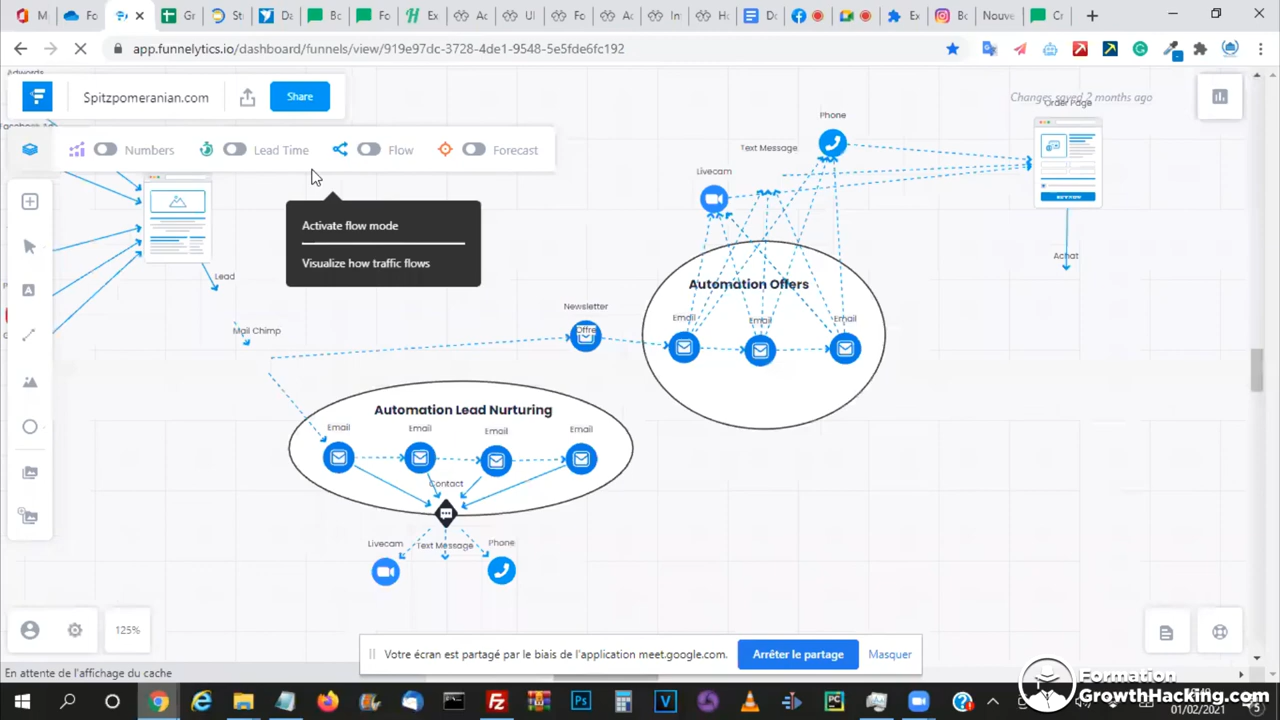 app.funnelytics.io/dashboard/funnels/view/919e97dc-3728-4de1-9548-5e5fde6fc192
Spitzpomeranian.com
Share
Changes saved 2 months ago
Order Page
Numbers
Lead Time
Flow
Forecast
Activate flow mode
Visualize how traffic flows
Phone
Text Message
Livecam
Achat
Lead
Mail Chimp
Newsletter
Offre
Automation Offers
Email
Email
Email
Automation Lead Nurturing
Email
Email
Email
Email
Contact
Livecam
Text Message
Phone
125%
Votre écran est partagé par le biais de l'application meet.google.com.
Arrêter le partage
Masquer
En attente de l'affichage du cache
Formation
GrowthHacking.com
01/02/2021